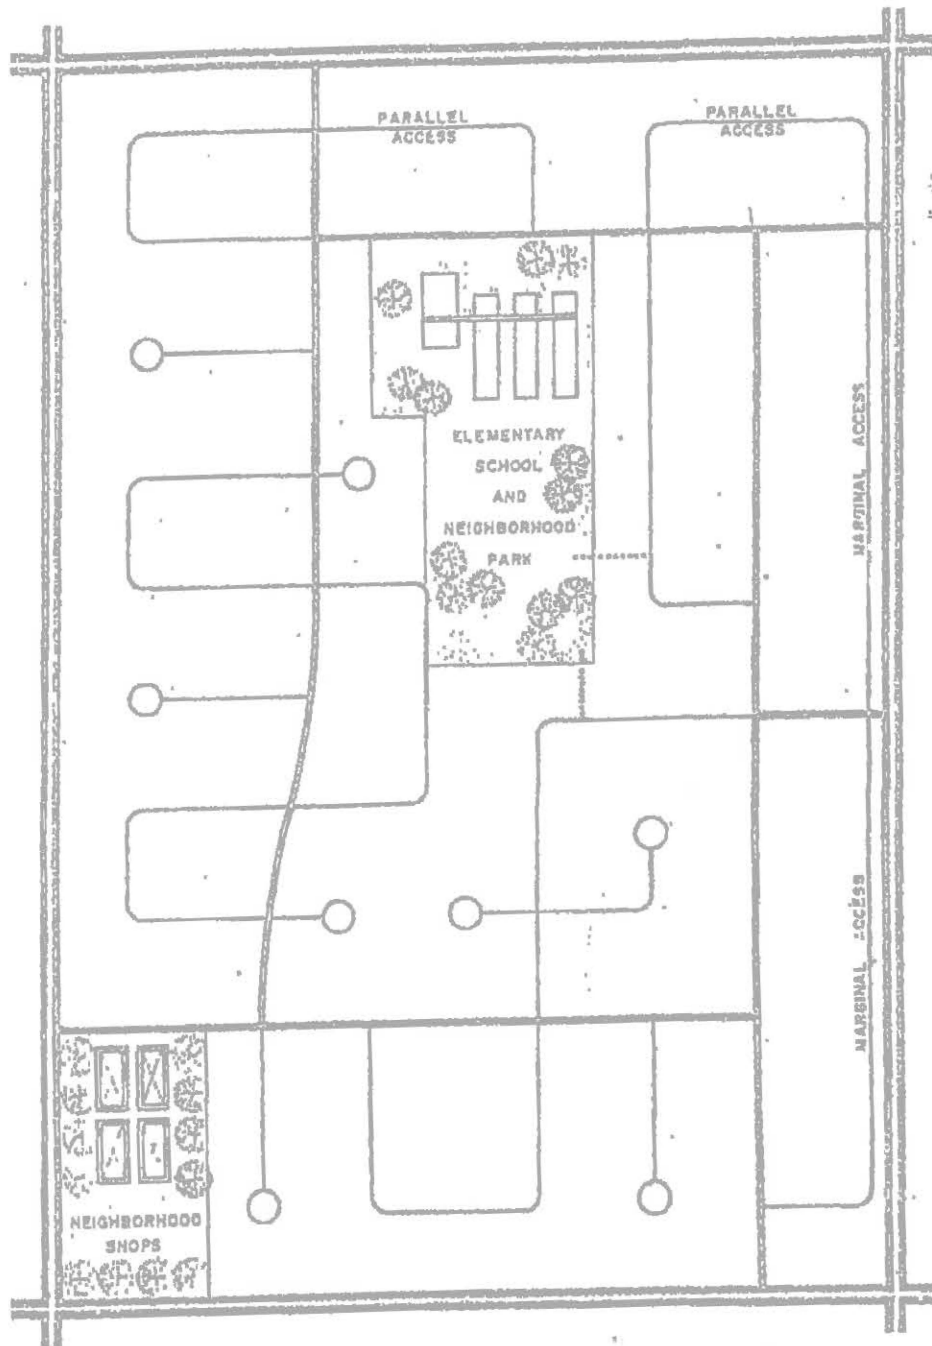 PARALLEL
ACCESS
PARALLEL
ACCESS
ELEMENTARY
SCHOOL
AND
NEIGHBORHOOD
PARK
MARGINAL ACCESS
MARGINAL ACCESS
NEIGHBORHOOD
SHOPS